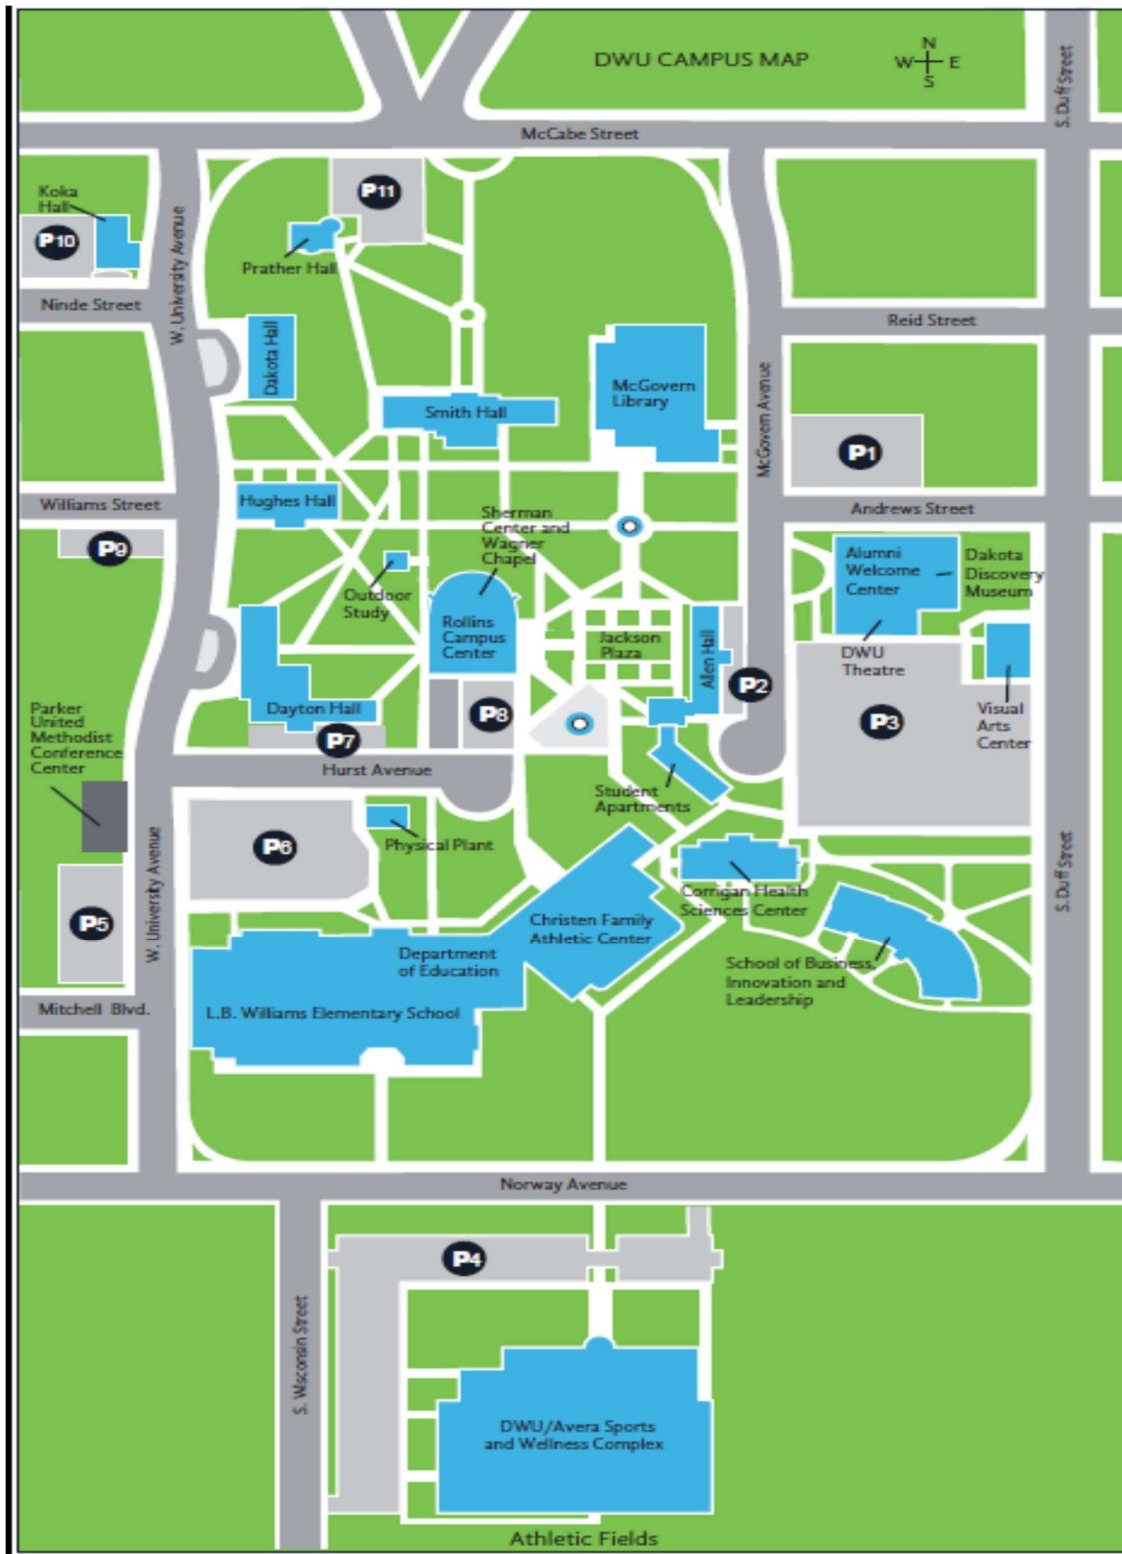 DWU CAMPUS MAP
N
W E
S
S. Duff Street
McCabe Street
Koka
Hall
P10
P11
W. University Avenue
Prather Hall
Ninde Street
Reid Street
Dakota Hall
Smith Hall
McGovern
Library
McGovern Avenue
P1
Williams Street
Hughes Hall
Andrews Street
Sherman
Center and
Wagner
Chapel
P9
Alumni
Welcome
Center
Dakota
Discovery
Museum
Outdoor
Study
Rollins
Campus
Center
Jackson
Plaza
Allen Hall
DWU
Theatre
P2
Parker
United
Methodist
Conference
Center
Dayton Hall
P8
P3
Visual
Arts
Center
P7
Hurst Avenue
Student
Apartments
P6
Physical Plant
P5
W. University Avenue
Corrigan Health
Sciences Center
S. Duff Street
Christen Family
Athletic Center
Department
of Education
School of Business,
Innovation and
Leadership
Mitchell Blvd.
L.B. Williams Elementary School
Norway Avenue
P4
S. Wisconsin Street
DWU/Avera Sports
and Wellness Complex
Athletic Fields